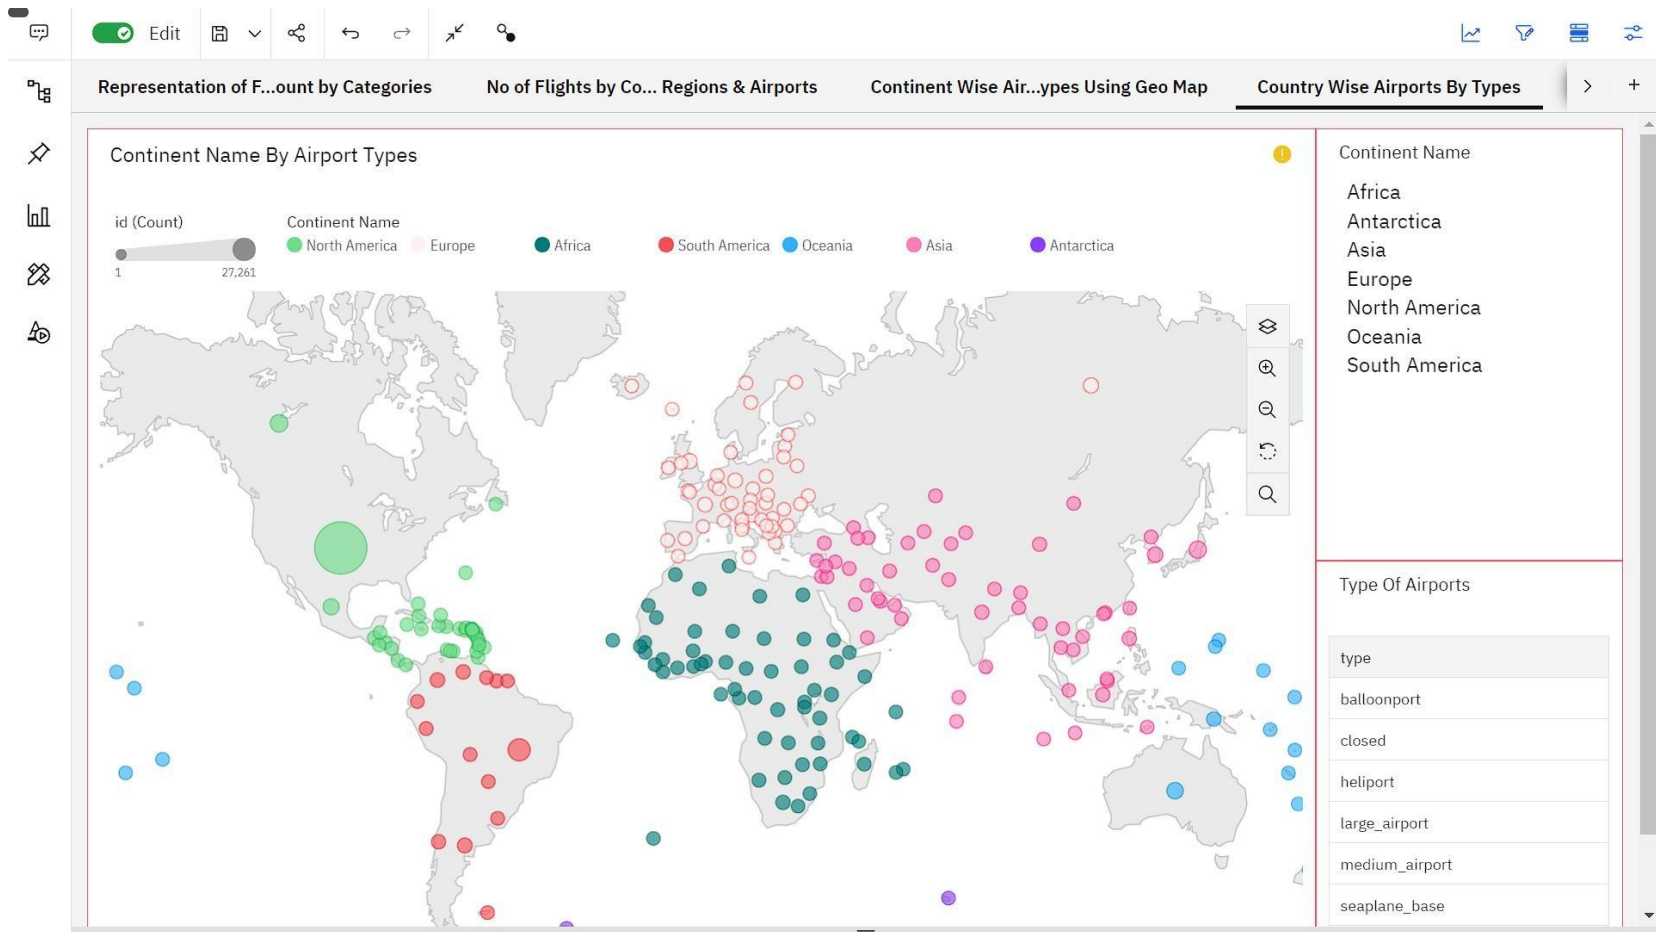 Edit
Representation of F...ount by Categories
No of Flights by Co... Regions & Airports
Continent Wise Air...ypes Using Geo Map
Country Wise Airports By Types
Continent Name By Airport Types
id (Count)
1
27,261
Continent Name
North America
Europe
Africa
South America
Oceania
Asia
Antarctica
Continent Name
Africa
Antarctica
Asia
Europe
North America
Oceania
South America
Type Of Airports
type
balloonport
closed
heliport
large_airport
medium_airport
seaplane_base